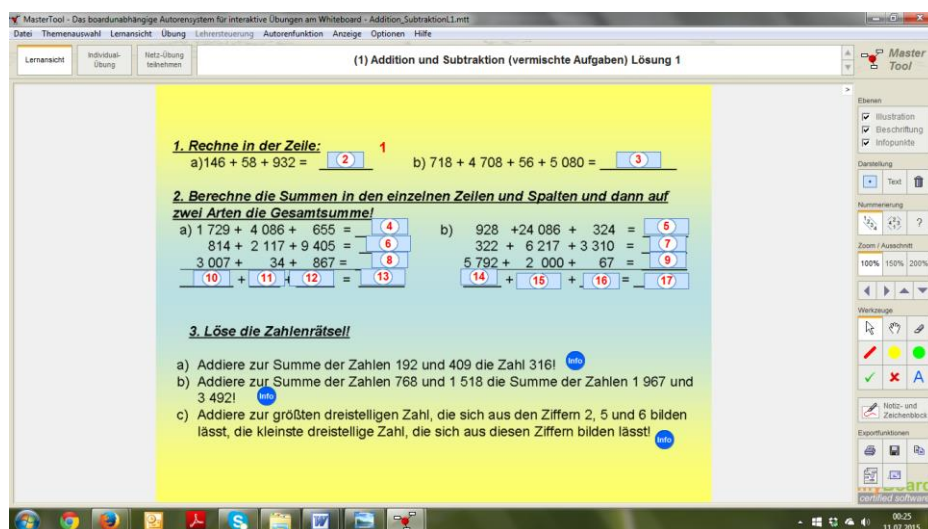 MasterTool - Das boardunabhängige Autorensystem für interaktive Übungen am Whiteboard - Addition_SubtraktionL1.mtt
Datei Themenauswahl Lernansicht Übung Lehrersteuerung Autorenfunktion Anzeige Optionen Hilfe
Lernansicht
Individual-
Übung
Netz-Übung
teilnehmen
(1) Addition und Subtraktion (vermischte Aufgaben) Lösung 1
Master
Tool
1. Rechne in der Zeile: 1
a)146 + 58 + 932 = 2 b) 718 + 4 708 + 56 + 5 080 = 3
2. Berechne die Summen in den einzelnen Zeilen und Spalten und dann auf
zwei Arten die Gesamtsumme!
a) 1 729 + 4 086 + 655 = 4 b) 928 +24 086 + 324 = 5
814 + 2 117 + 9 405 = 6 322 + 6 217 +3 310 = 7
3 007 + 34 + 867 = 8 5 792 + 2 000 + 67 = 9
10 + 11 + 12 = 13 14 + 15 + 16 = 17
3. Löse die Zahlenrätsel!
a) Addiere zur Summe der Zahlen 192 und 409 die Zahl 316! Info
b) Addiere zur Summe der Zahlen 768 und 1 518 die Summe der Zahlen 1 967 und
3 492! Info
c) Addiere zur größten dreistelligen Zahl, die sich aus den Ziffern 2, 5 und 6 bilden
lässt, die kleinste dreistellige Zahl, die sich aus diesen Ziffern bilden lässt! Info
Ebenen
Illustration
Beschriftung
Infopunkte
Darstellung
Text
Nummerierung
?
Zoom / Ausschnitt
100% 150% 200%
Werkzeuge
A
Notiz- und
Zeichenblock
Exportfunktionen
certified software
00:25
11.07.2015